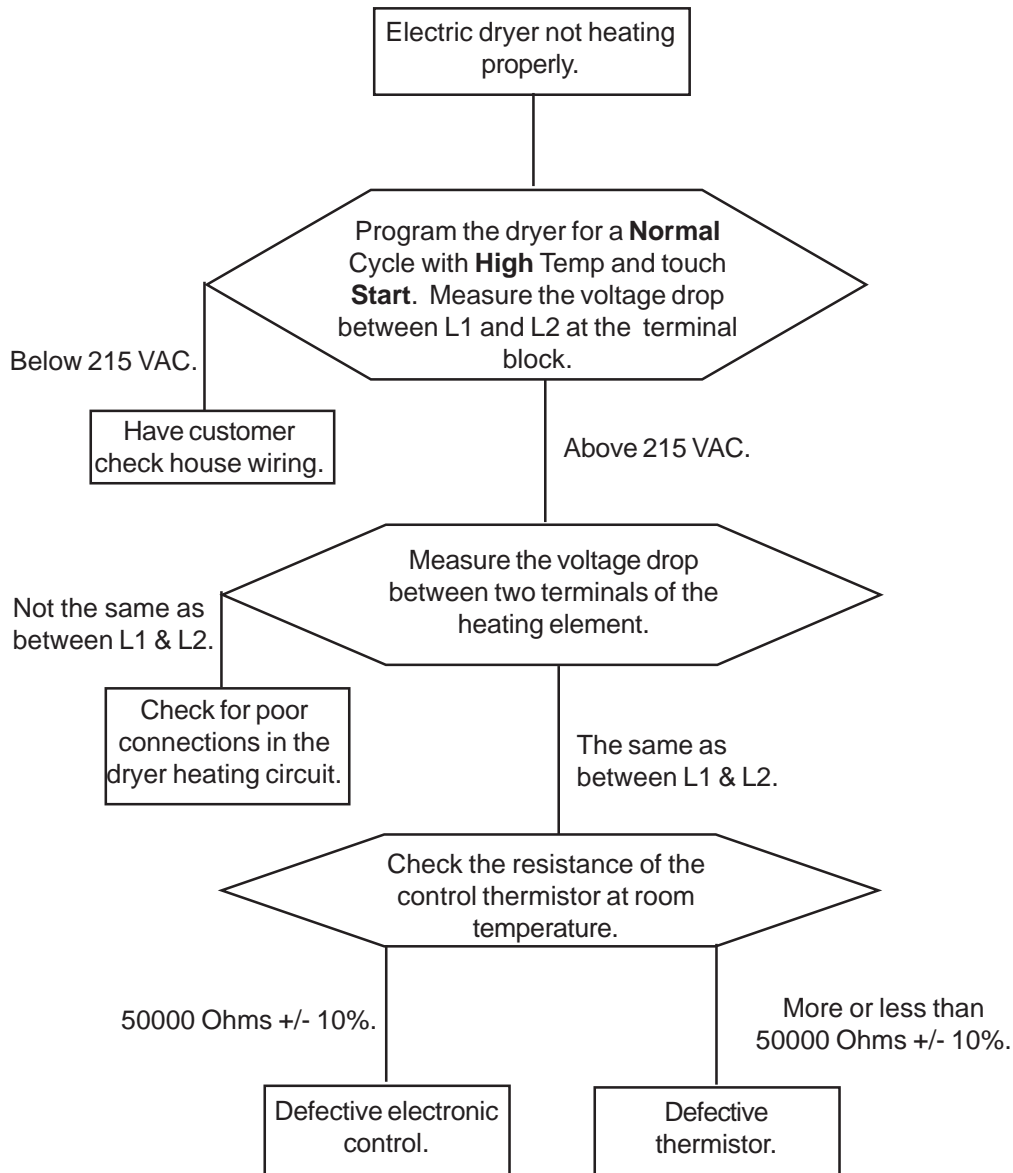 Electric dryer not heating
properly.
Program the dryer for a Normal
Cycle with High Temp and touch
Start. Measure the voltage drop
between L1 and L2 at the terminal
block.
Below 215 VAC.
Have customer
check house wiring.
Above 215 VAC.
Measure the voltage drop
between two terminals of the
heating element.
Not the same as
between L1 & L2.
Check for poor
connections in the
dryer heating circuit.
The same as
between L1 & L2.
Check the resistance of the
control thermistor at room
temperature.
50000 Ohms +/- 10%.
More or less than
50000 Ohms +/- 10%.
Defective electronic
control.
Defective
thermistor.